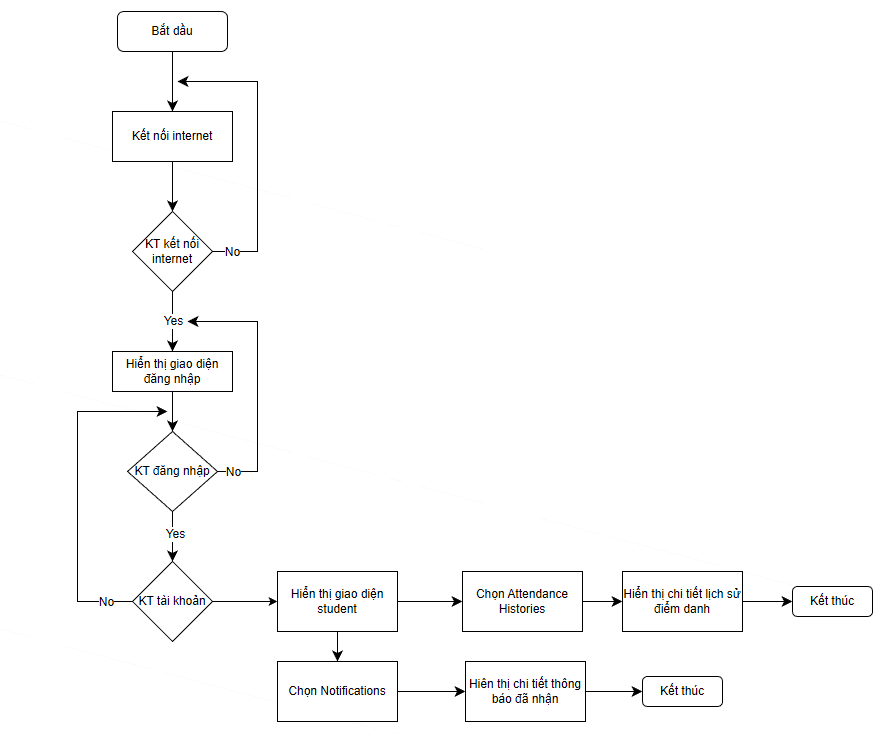 Bắt dầu
Kết nối internet
KT kết nối
internet
No
Yes
Hiển thị giao diện
đăng nhập
KT đăng nhập
No
Yes
No
KT tải khoản
Hiển thị giao diện
student
Chọn Attendance
Histories
Hiển thị chi tiết lịch sử
điểm danh
Kết thúc
Chọn Notifications
Hiên thị chi tiết thông
báo đã nhận
Kết thúc